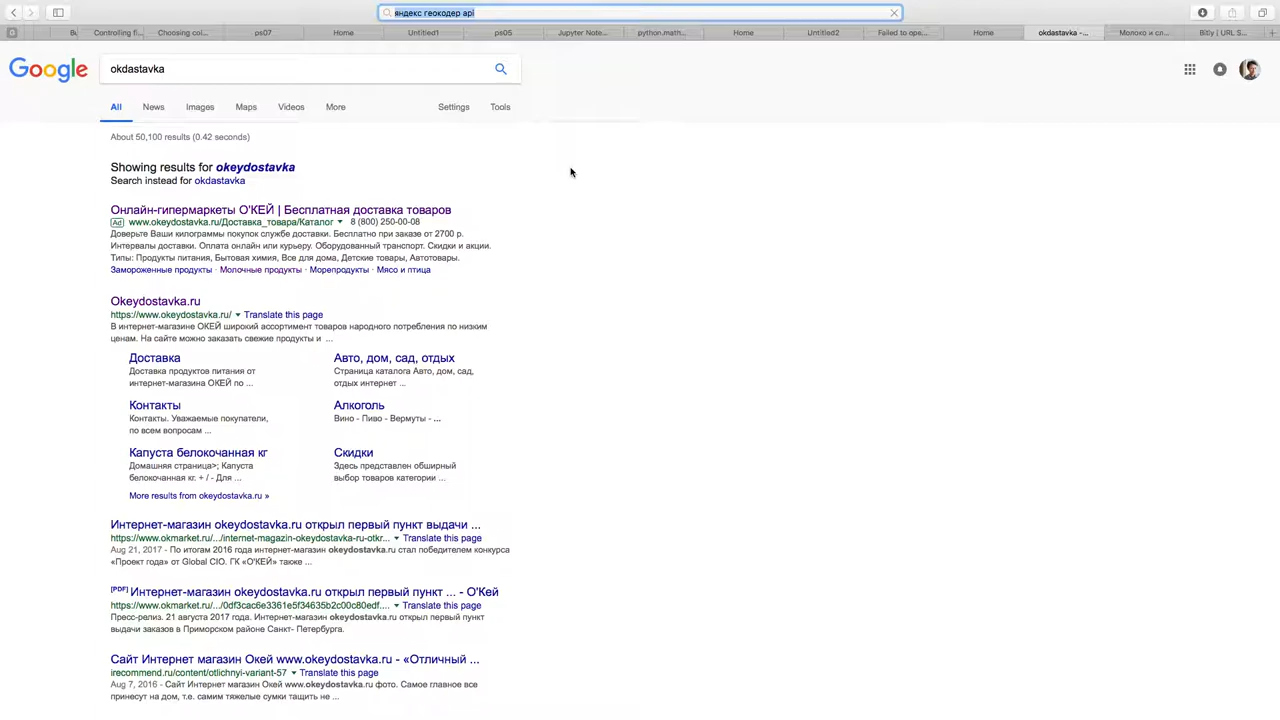 яндекс геокодер api
Controlling fi...
Choosing col...
ps07
Home
Untitled1
ps05
Jupyter Note...
python.math...
Home
Untitled2
Failed to ope...
Home
okdastavka -...
Молоко и сл...
Bitly | URL S...
Google
okdastavka
All News Images Maps Videos More Settings Tools
About 50,100 results (0.42 seconds)
Showing results for okeydostavka
Search instead for okdastavka
Онлайн-гипермаркеты О'КЕЙ | Бесплатная доставка товаров
Ad www.okeydostavka.ru/Доставка_товара/Каталог 8 (800) 250-00-08
Доверьте Ваши килограммы покупок службе доставки. Бесплатно при заказе от 2700 р.
Интервалы доставки. Оплата онлайн или курьеру. Оборудованный транспорт. Скидки и акции.
Типы: Продукты питания, Бытовая химия, Все для дома, Детские товары, Автотовары.
Замороженные продукты · Молочные продукты · Морепродукты · Мясо и птица
Okeydostavka.ru
https://www.okeydostavka.ru/ Translate this page
В интернет-магазине ОКЕЙ широкий ассортимент товаров народного потребления по низким
ценам. На сайте можно заказать свежие продукты и ...
Доставка
Доставка продуктов питания от
интернет-магазина ОКЕЙ по ...
Авто, дом, сад, отдых
Страница каталога Авто, дом, сад,
отдых интернет ...
Контакты
Контакты. Уважаемые покупатели,
по всем вопросам ...
Алкоголь
Вино - Пиво - Вермуты - ...
Капуста белокочанная кг
Домашняя страница>; Капуста
белокочанная кг. + / - Для ...
Скидки
Здесь представлен обширный
выбор товаров категории ...
More results from okeydostavka.ru »
Интернет-магазин okeydostavka.ru открыл первый пункт выдачи ...
https://www.okmarket.ru/.../internet-magazin-okeydostavka-ru-otkr... Translate this page
Aug 21, 2017 - По итогам 2016 года интернет-магазин okeydostavka.ru стал победителем конкурса
«Проект года» от Global CIO. ГК «О'КЕЙ» также ...
[PDF] Интернет-магазин okeydostavka.ru открыл первый пункт ... - О'Кей
https://www.okmarket.ru/.../0df3cac6e3361e5f34635b2c00c80edf.... Translate this page
Пресс-релиз. 21 августа 2017 года. Интернет-магазин okeydostavka.ru открыл первый пункт
выдачи заказов в Приморском районе Санкт- Петербурга.
Сайт Интернет магазин Окей www.okeydostavka.ru - «Отличный ...
irecommend.ru/content/otlichnyi-variant-57 Translate this page
Aug 7, 2016 - Сайт Интернет магазин Окей www.okeydostavka.ru фото. Самое главное все
принесут на дом, т.е. самим тяжелые сумки тащить не ...